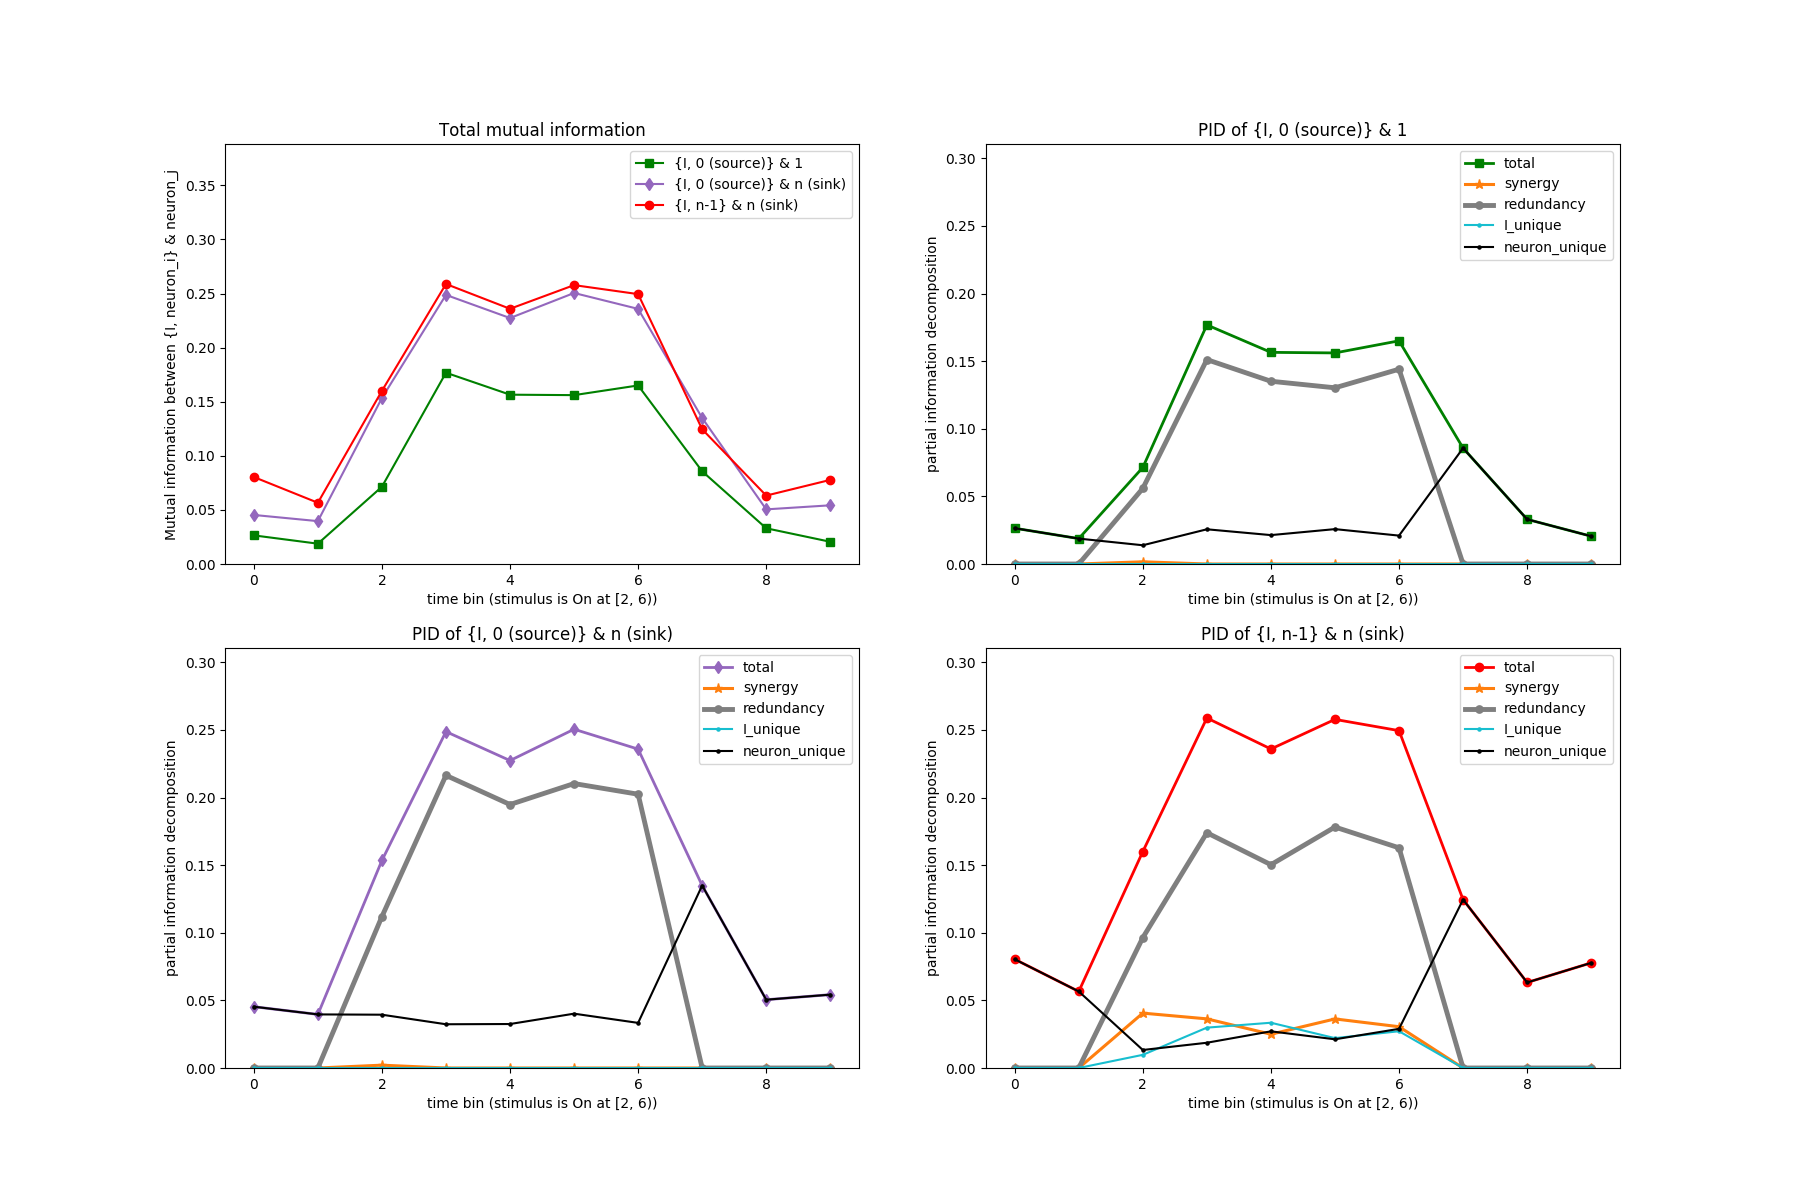 Total mutual information
Mutual information between {I, neuron_i} & neuron_j
0.35
0.30
0.25
0.20
0.15
0.10
0.05
0.00
{I, 0 (source)} & 1
{I, 0 (source)} & n (sink)
{I, n-1} & n (sink)
0 2 4 6 8
time bin (stimulus is On at [2, 6))
PID of {I, 0 (source)} & 1
partial information decomposition
0.30
0.25
0.20
0.15
0.10
0.05
0.00
total
synergy
redundancy
I_unique
neuron_unique
0 2 4 6 8
time bin (stimulus is On at [2, 6))
PID of {I, 0 (source)} & n (sink)
partial information decomposition
0.30
0.25
0.20
0.15
0.10
0.05
0.00
total
synergy
redundancy
I_unique
neuron_unique
0 2 4 6 8
time bin (stimulus is On at [2, 6))
PID of {I, n-1} & n (sink)
partial information decomposition
0.30
0.25
0.20
0.15
0.10
0.05
0.00
total
synergy
redundancy
I_unique
neuron_unique
0 2 4 6 8
time bin (stimulus is On at [2, 6))